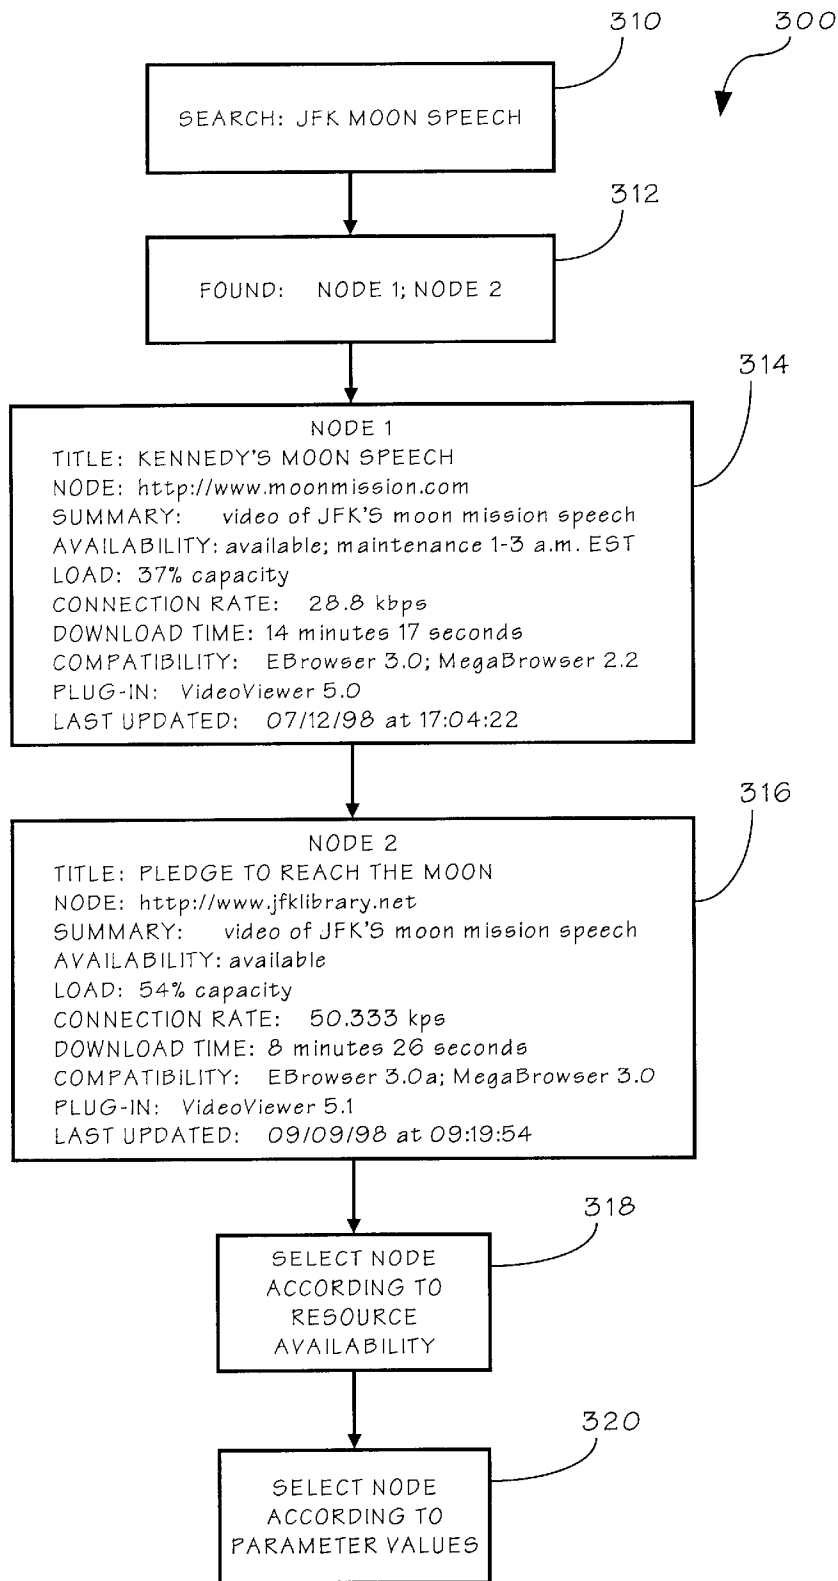 310
300
SEARCH: JFK MOON SPEECH
312
FOUND: NODE 1; NODE 2
314
NODE 1
TITLE: KENNEDY'S MOON SPEECH
NODE: http://www.moonmission.com
SUMMARY: video of JFK'S moon mission speech
AVAILABILITY: available; maintenance 1-3 a.m. EST
LOAD: 37% capacity
CONNECTION RATE: 28.8 kbps
DOWNLOAD TIME: 14 minutes 17 seconds
COMPATIBILITY: EBrowser 3.0; MegaBrowser 2.2
PLUG-IN: VideoViewer 5.0
LAST UPDATED: 07/12/98 at 17:04:22
316
NODE 2
TITLE: PLEDGE TO REACH THE MOON
NODE: http://www.jfklibrary.net
SUMMARY: video of JFK'S moon mission speech
AVAILABILITY: available
LOAD: 54% capacity
CONNECTION RATE: 50.333 kps
DOWNLOAD TIME: 8 minutes 26 seconds
COMPATIBILITY: EBrowser 3.0a; MegaBrowser 3.0
PLUG-IN: VideoViewer 5.1
LAST UPDATED: 09/09/98 at 09:19:54
318
SELECT NODE
ACCORDING TO
RESOURCE
AVAILABILITY
320
SELECT NODE
ACCORDING TO
PARAMETER VALUES